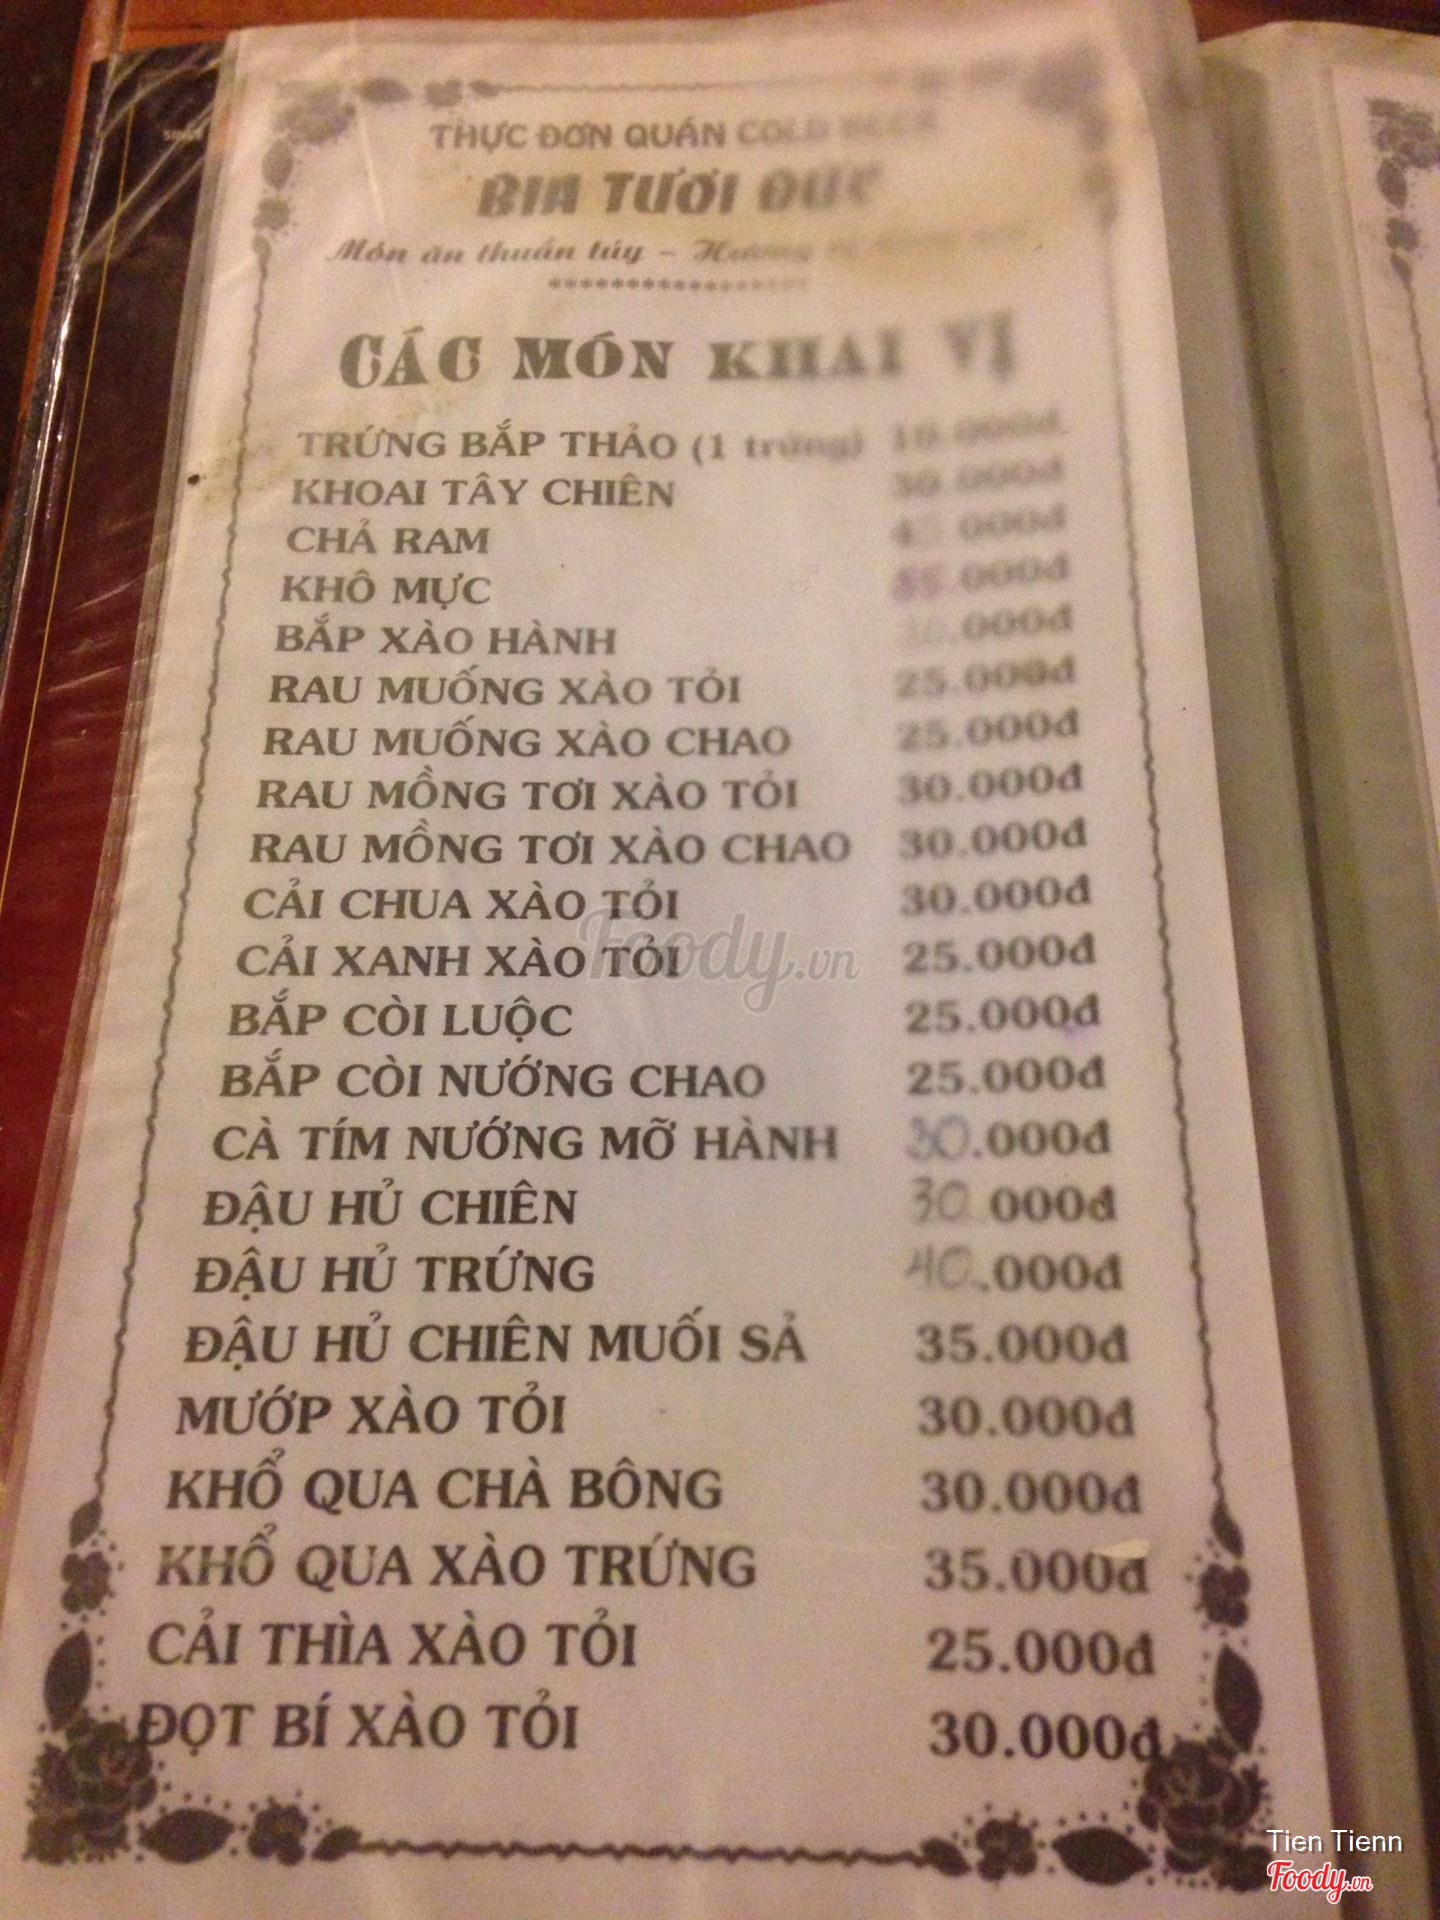 THỰC ĐƠN QUÁN COLD BEER
BIA TƯƠI ĐỨC
Món ăn thuần túy – Hương vị
******************
CÁC MÓN KHAI VỊ
TRỨNG BẮP THẢO (1 trứng) 10.000đ
KHOAI TÂY CHIÊN 30.000đ
CHẢ RAM
KHÔ MỰC
BẮP XÀO HÀNH
RAU MUỐNG XÀO TỎI 25.000đ
RAU MUỐNG XÀO CHAO 25.000đ
RAU MỒNG TƠI XÀO TỎI 30.000đ
RAU MỒNG TƠI XÀO CHAO 30.000đ
CẢI CHUA XÀO TỎI 30.000đ
CẢI XANH XÀO TỎI 25.000đ
Foody.vn
BẮP CÒI LUỘC 25.000đ
BẮP CÒI NƯỚNG CHAO 25.000đ
CÀ TÍM NƯỚNG MỠ HÀNH 30.000đ
ĐẬU HỦ CHIÊN 30.000đ
ĐẬU HỦ TRỨNG 40.000đ
ĐẬU HỦ CHIÊN MUỐI SẢ 35.000đ
MƯỚP XÀO TỎI 30.000đ
KHỔ QUA CHÀ BÔNG 30.000đ
KHỔ QUA XÀO TRỨNG 35.000đ
CẢI THÌA XÀO TỎI 25.000đ
ĐỌT BÍ XÀO TỎI 30.000đ
Tien Tienn
Foody.vn